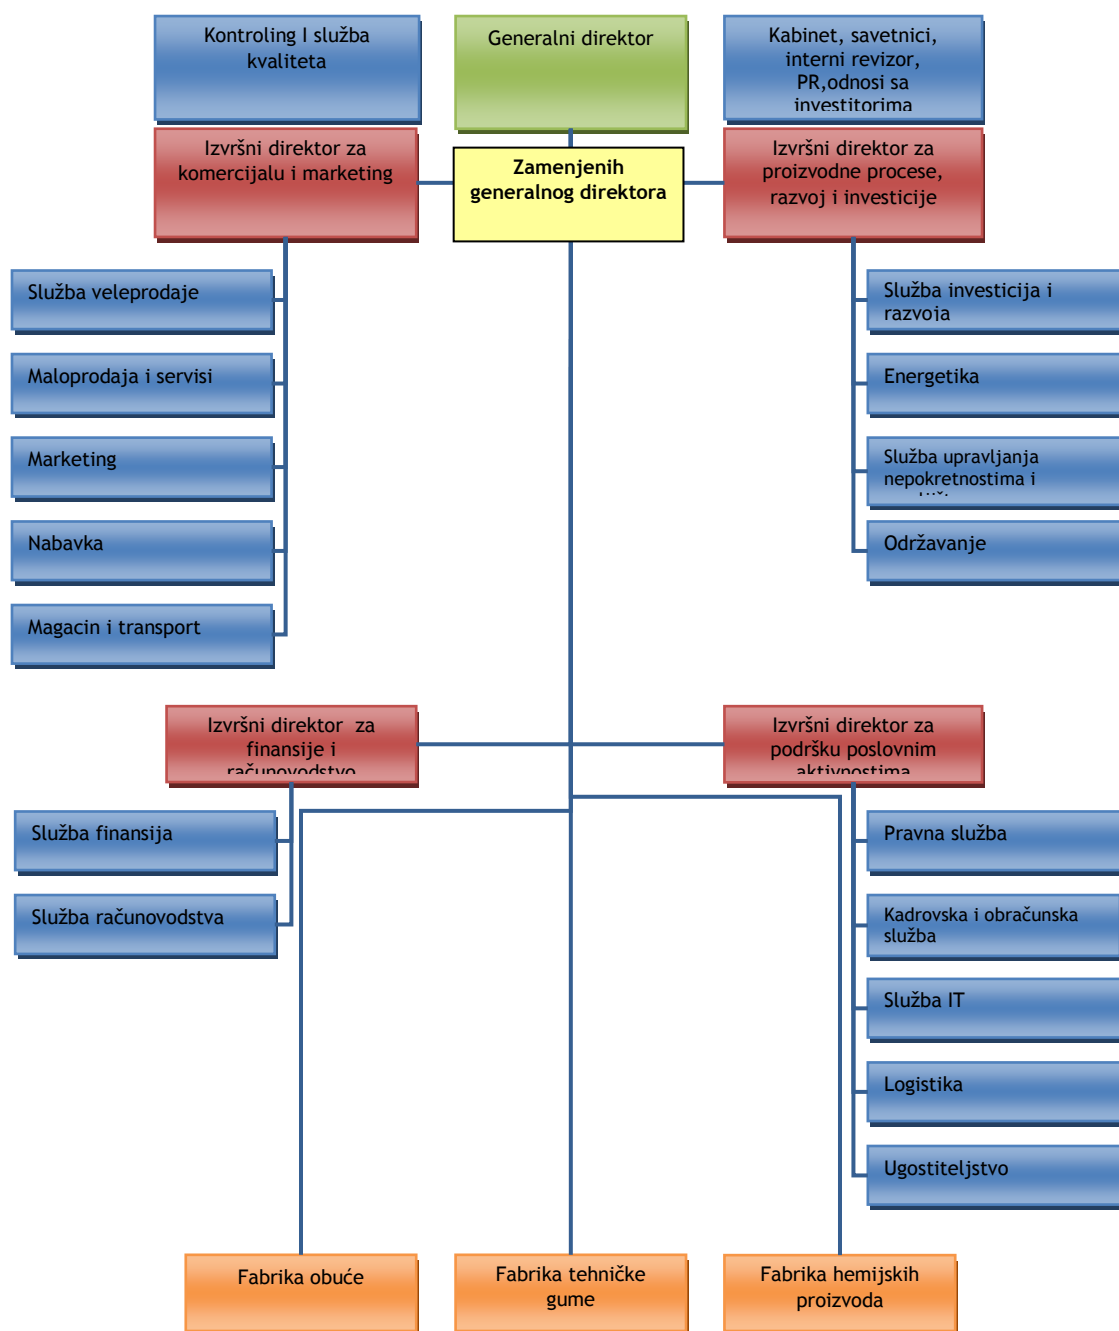 Kontroling I služba
kvaliteta
Generalni direktor
Kabinet, savetnici,
interni revizor,
PR,odnosi sa
investitorima
Izvršni direktor za
komercijalu i marketing
Zamenjenih
generalnog direktora
Izvršni direktor za
proizvodne procese,
razvoj i investicije
Služba veleprodaje
Maloprodaja i servisi
Marketing
Nabavka
Magacin i transport
Služba investicija i
razvoja
Energetika
Služba upravljanja
nepokretnostima i
Održavanje
Izvršni direktor za
finansije i
računovodstvo
Izvršni direktor za
podršku poslovnim
aktivnostima
Služba finansija
Služba računovodstva
Pravna služba
Kadrovska i obračunska
služba
Služba IT
Logistika
Ugostiteljstvo
Fabrika obuće
Fabrika tehničke
gume
Fabrika hemijskih
proizvoda